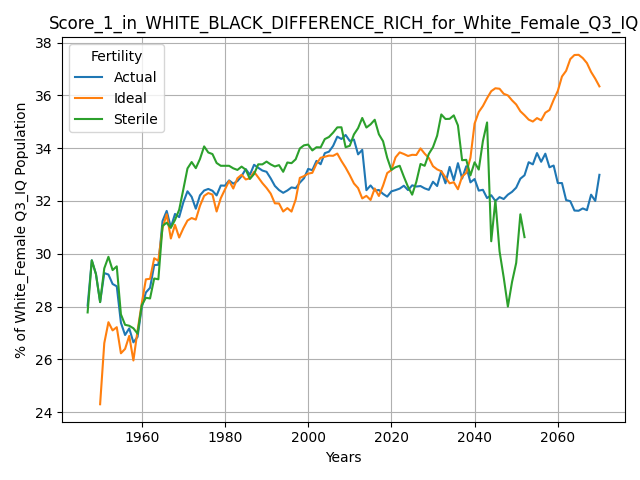 Score_1_in_WHITE_BLACK_DIFFERENCE_RICH_for_White_Female_Q3_IQ
% of White_Female Q3_IQ Population
38
36
34
32
30
28
26
24
Fertility
Actual
Ideal
Sterile
1960 1980 2000 2020 2040 2060
Years